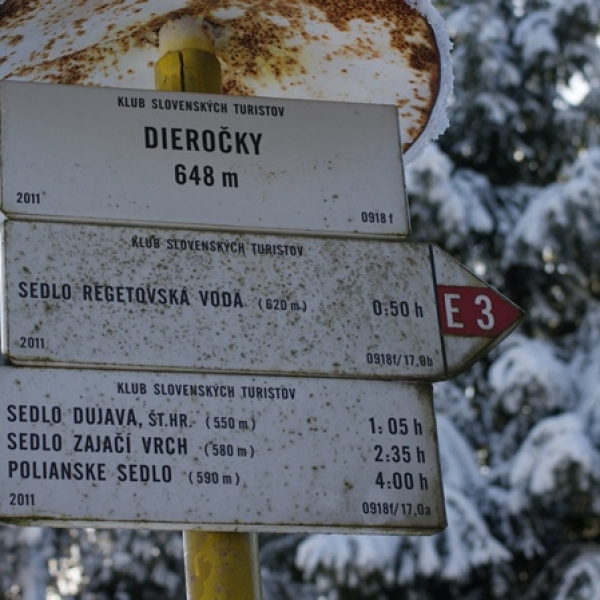 KLUB SLOVENSKÝCH TURISTOV
DIEROČKY
648 m
2011 0918f
KLUB SLOVENSKÝCH TURISTOV
SEDLO REGETOVSKÁ VODA (620 m) 0:50 h
E 3
2011 0918f/17,0b
KLUB SLOVENSKÝCH TURISTOV
SEDLO DUJAVA, ŠT.HR. (550 m) 1:05 h
SEDLO ZAJAČÍ VRCH (580 m) 2:35 h
POLIANSKE SEDLO (590 m) 4:00 h
2011 0918f/17,0a